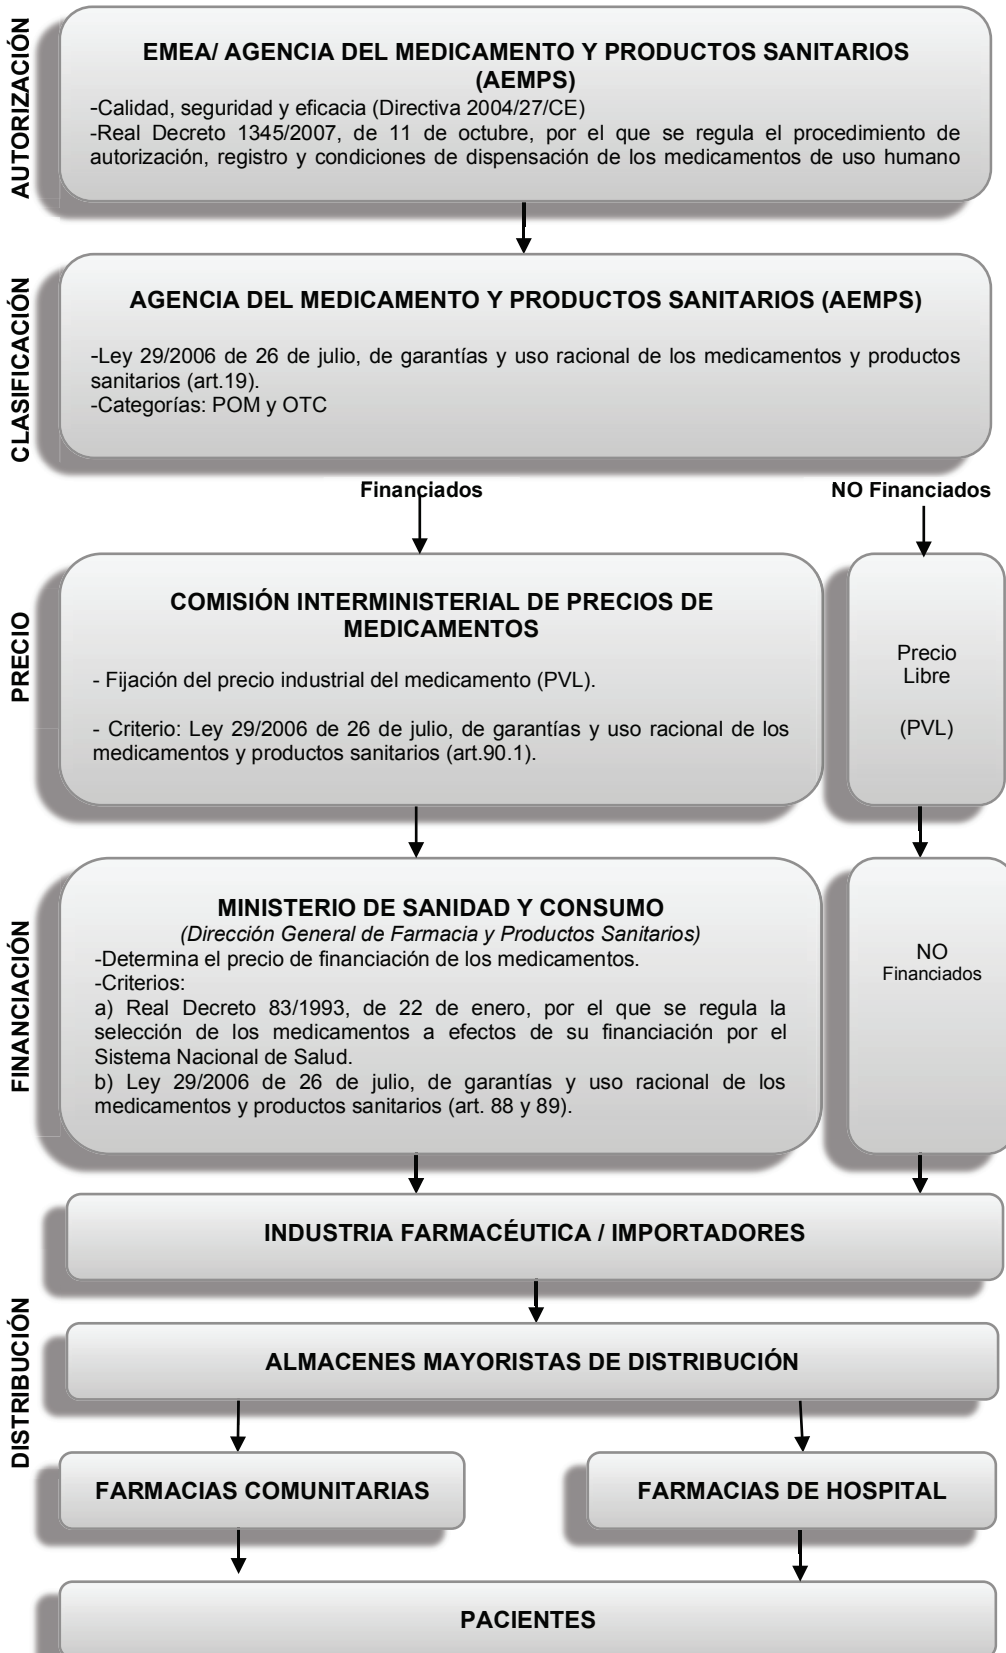 AUTORIZACIÓN
EMEA/ AGENCIA DEL MEDICAMENTO Y PRODUCTOS SANITARIOS
(AEMPS)
-Calidad, seguridad y eficacia (Directiva 2004/27/CE)
-Real Decreto 1345/2007, de 11 de octubre, por el que se regula el procedimiento de
autorización, registro y condiciones de dispensación de los medicamentos de uso humano
CLASIFICACIÓN
AGENCIA DEL MEDICAMENTO Y PRODUCTOS SANITARIOS (AEMPS)
-Ley 29/2006 de 26 de julio, de garantías y uso racional de los medicamentos y productos
sanitarios (art.19).
-Categorías: POM y OTC
Financiados
NO Financiados
PRECIO
COMISIÓN INTERMINISTERIAL DE PRECIOS DE
MEDICAMENTOS
- Fijación del precio industrial del medicamento (PVL).
- Criterio: Ley 29/2006 de 26 de julio, de garantías y uso racional de los
medicamentos y productos sanitarios (art.90.1).
Precio
Libre
(PVL)
FINANCIACIÓN
MINISTERIO DE SANIDAD Y CONSUMO
(Dirección General de Farmacia y Productos Sanitarios)
-Determina el precio de financiación de los medicamentos.
-Criterios:
a) Real Decreto 83/1993, de 22 de enero, por el que se regula la
selección de los medicamentos a efectos de su financiación por el
Sistema Nacional de Salud.
b) Ley 29/2006 de 26 de julio, de garantías y uso racional de los
medicamentos y productos sanitarios (art. 88 y 89).
NO
Financiados
DISTRIBUCIÓN
INDUSTRIA FARMACÉUTICA / IMPORTADORES
ALMACENES MAYORISTAS DE DISTRIBUCIÓN
FARMACIAS COMUNITARIAS
FARMACIAS DE HOSPITAL
PACIENTES